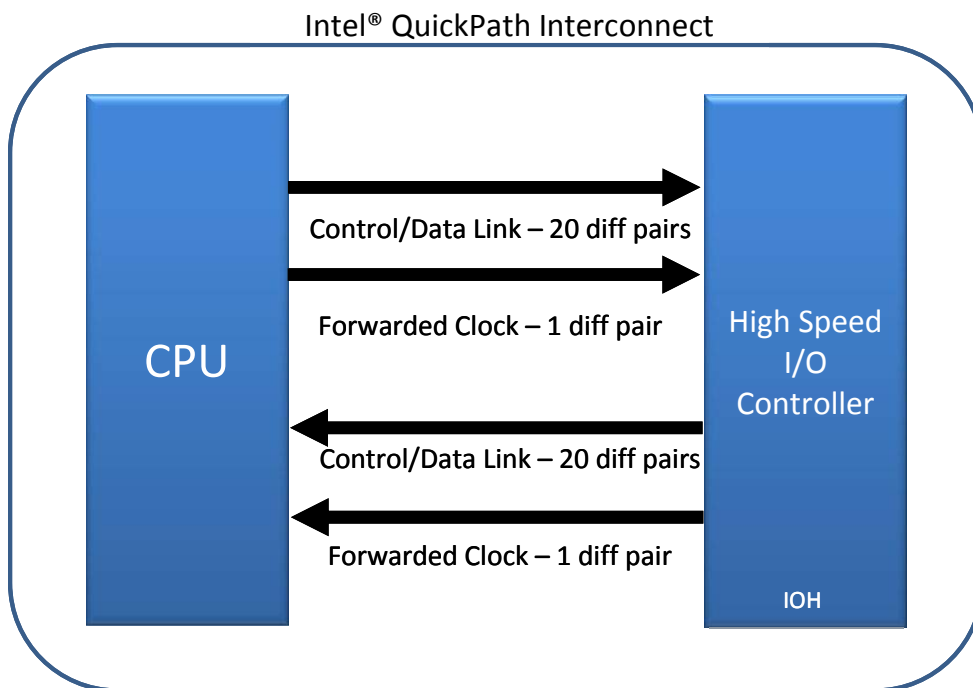 Intel® QuickPath Interconnect
CPU
Control/Data Link – 20 diff pairs
Forwarded Clock – 1 diff pair
Control/Data Link – 20 diff pairs
Forwarded Clock – 1 diff pair
High Speed
I/O
Controller
IOH